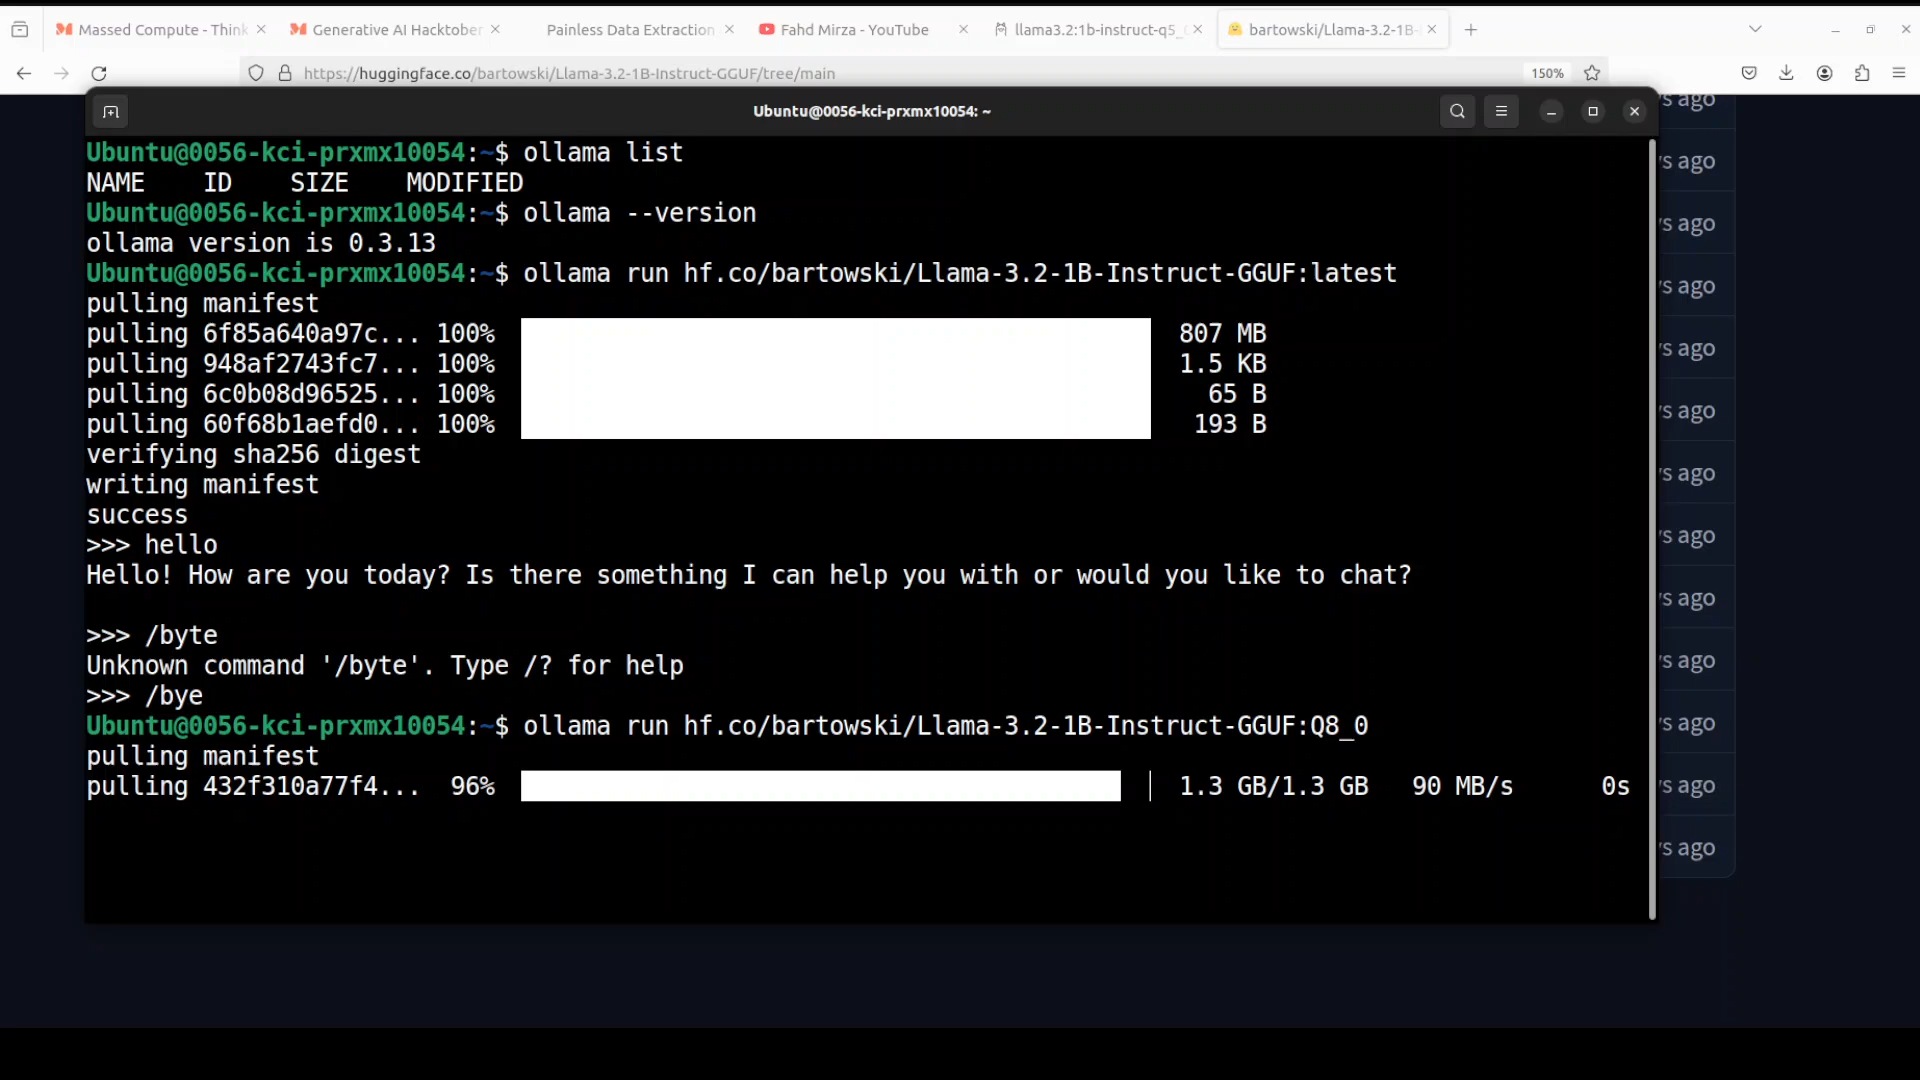 Massed Compute - Think
Generative AI Hacktober
Painless Data Extraction
Fahd Mirza - YouTube
llama3.2:1b-instruct-q5_
bartowski/Llama-3.2-1B-
https://huggingface.co/bartowski/Llama-3.2-1B-Instruct-GGUF/tree/main
150%
Ubuntu@0056-kci-prxmx10054: ~
Ubuntu@0056-kci-prxmx10054:~$ ollama list
NAME ID SIZE MODIFIED
Ubuntu@0056-kci-prxmx10054:~$ ollama --version
ollama version is 0.3.13
Ubuntu@0056-kci-prxmx10054:~$ ollama run hf.co/bartowski/Llama-3.2-1B-Instruct-GGUF:latest
pulling manifest
pulling 6f85a640a97c... 100% 807 MB
pulling 948af2743fc7... 100% 1.5 KB
pulling 6c0b08d96525... 100% 65 B
pulling 60f68b1aefd0... 100% 193 B
verifying sha256 digest
writing manifest
success
>>> hello
Hello! How are you today? Is there something I can help you with or would you like to chat?
>>> /byte
Unknown command '/byte'. Type /? for help
>>> /bye
Ubuntu@0056-kci-prxmx10054:~$ ollama run hf.co/bartowski/Llama-3.2-1B-Instruct-GGUF:Q8_0
pulling manifest
pulling 432f310a77f4... 96% 1.3 GB/1.3 GB 90 MB/s 0s
s ago
s ago
s ago
s ago
s ago
s ago
s ago
s ago
s ago
s ago
s ago
s ago
s ago